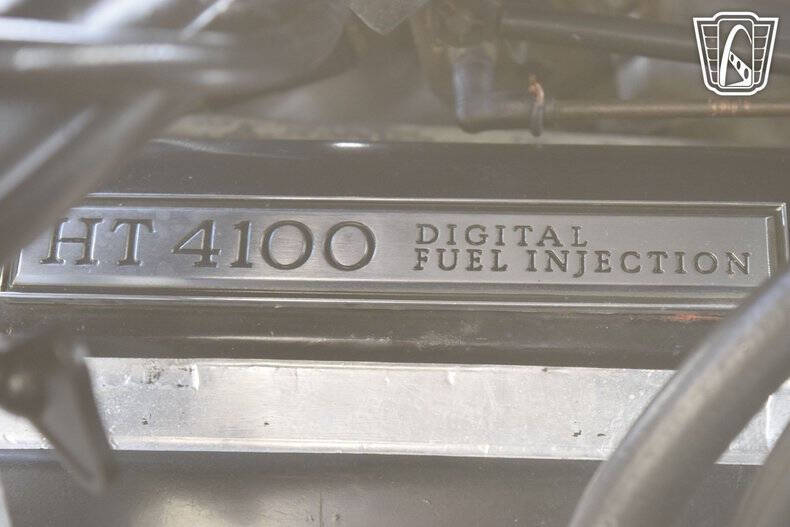 HT 4100
DIGITAL
FUEL INJECTION